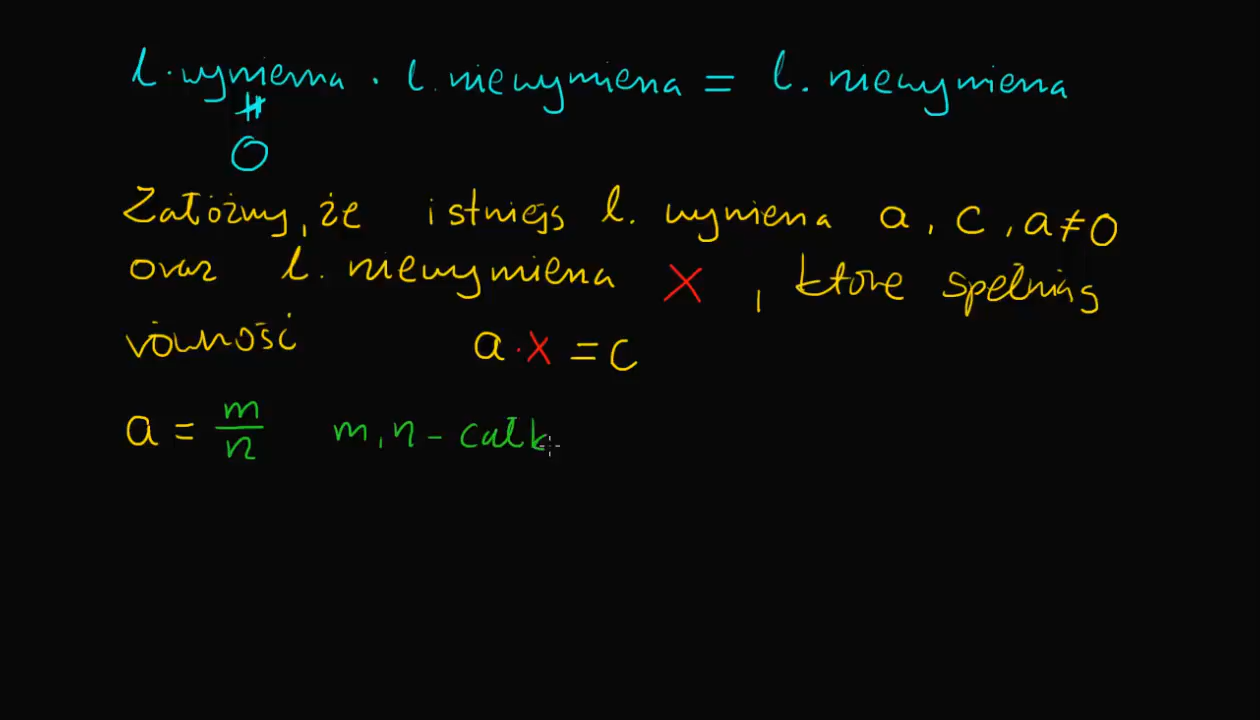 l. wymierna · l. niewymierna = l. niewymierna
≠
0
Załóżmy, że istnieją l. wymierna a, c, a≠0
oraz l. niewymierna x, które spełniają
równość a·x = c
a = m/n m, n - całk